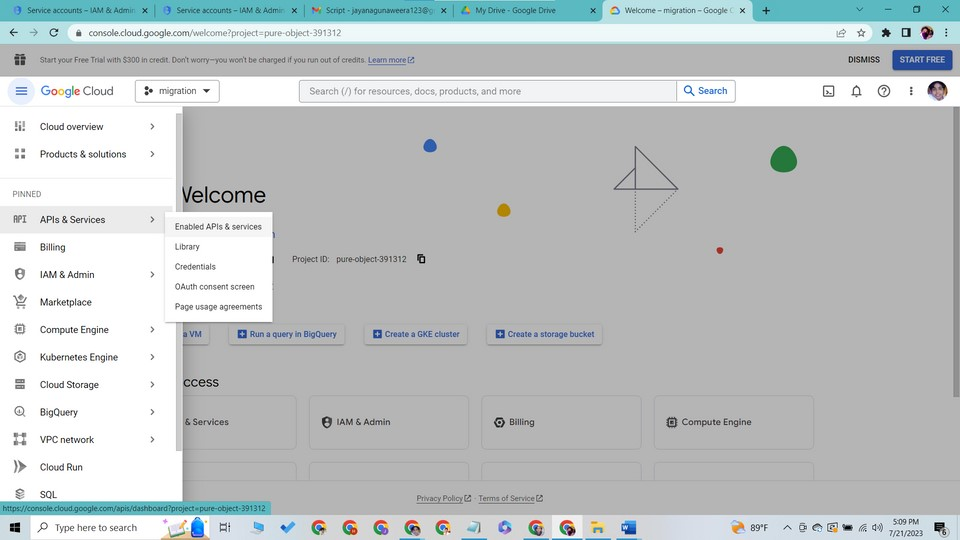 Service accounts – IAM & Admin
Service accounts – IAM & Admin
Script - jayanagunaweera123@g
My Drive - Google Drive
Welcome – migration – Google C
console.cloud.google.com/welcome?project=pure-object-391312
Start your Free Trial with $300 in credit. Don't worry—you won't be charged if you run out of credits. Learn more
DISMISS
START FREE
Google Cloud
migration
Search (/) for resources, docs, products, and more
Search
Cloud overview
Products & solutions
PINNED
API
APIs & Services
Billing
IAM & Admin
Marketplace
Compute Engine
Kubernetes Engine
Cloud Storage
BigQuery
VPC network
Cloud Run
SQL
Enabled APIs & services
Library
Credentials
OAuth consent screen
Page usage agreements
Welcome
Project ID: pure-object-391312
a VM
Run a query in BigQuery
Create a GKE cluster
Create a storage bucket
ccess
& Services
IAM & Admin
Billing
Compute Engine
Privacy Policy · Terms of Service
https://console.cloud.google.com/apis/dashboard?project=pure-object-391312
Type here to search
89°F
5:09 PM
7/21/2023
6